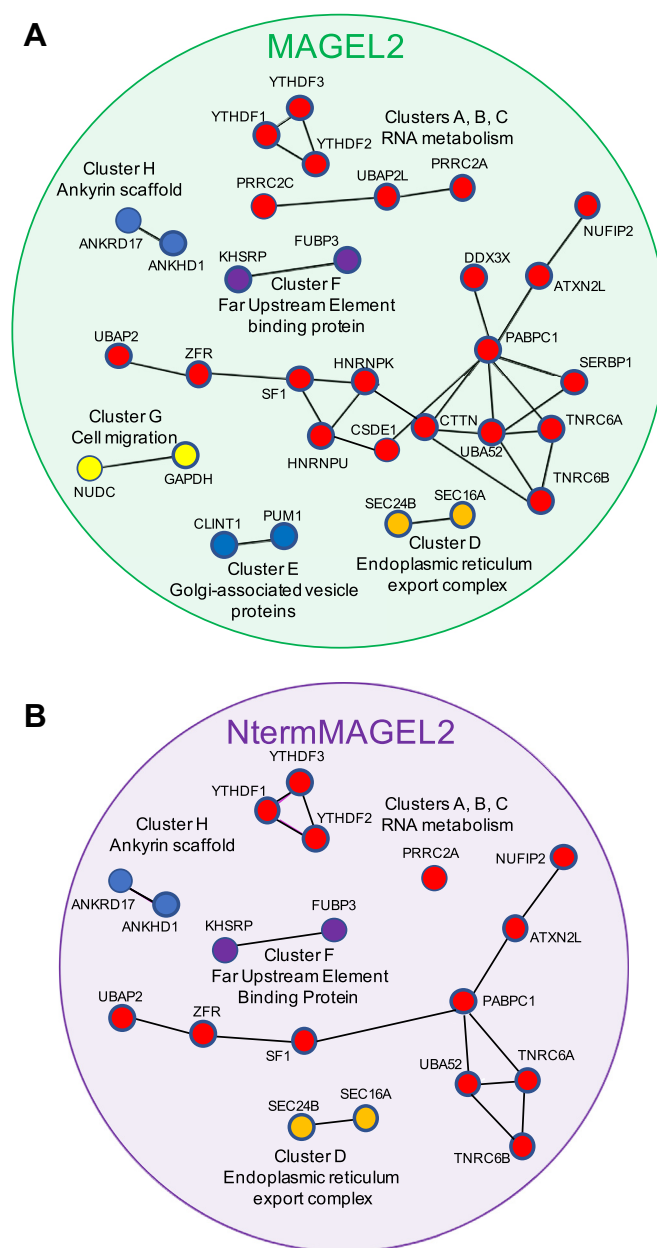 A
MAGEL2
YTHDF3
YTHDF1
YTHDF2
Clusters A, B, C
RNA metabolism
PRRC2C
UBAP2L
PRRC2A
Cluster H
Ankyrin scaffold
ANKRD17
ANKHD1
NUFIP2
KHSRP
FUBP3
Cluster F
Far Upstream Element
binding protein
DDX3X
ATXN2L
UBAP2
ZFR
SF1
HNRNPK
PABPC1
SERBP1
Cluster G
Cell migration
NUDC
GAPDH
HNRNPU
CSDE1
CTTN
UBA52
TNRC6A
TNRC6B
CLINT1
PUM1
Cluster E
Golgi-associated vesicle
proteins
SEC24B
SEC16A
Cluster D
Endoplasmic reticulum
export complex
B
NtermMAGEL2
YTHDF3
YTHDF1
YTHDF2
Clusters A, B, C
RNA metabolism
PRRC2A
NUFIP2
Cluster H
Ankyrin scaffold
ANKRD17
ANKHD1
KHSRP
FUBP3
Cluster F
Far Upstream Element
Binding Protein
ATXN2L
UBAP2
ZFR
SF1
PABPC1
UBA52
TNRC6A
TNRC6B
SEC24B
SEC16A
Cluster D
Endoplasmic reticulum
export complex